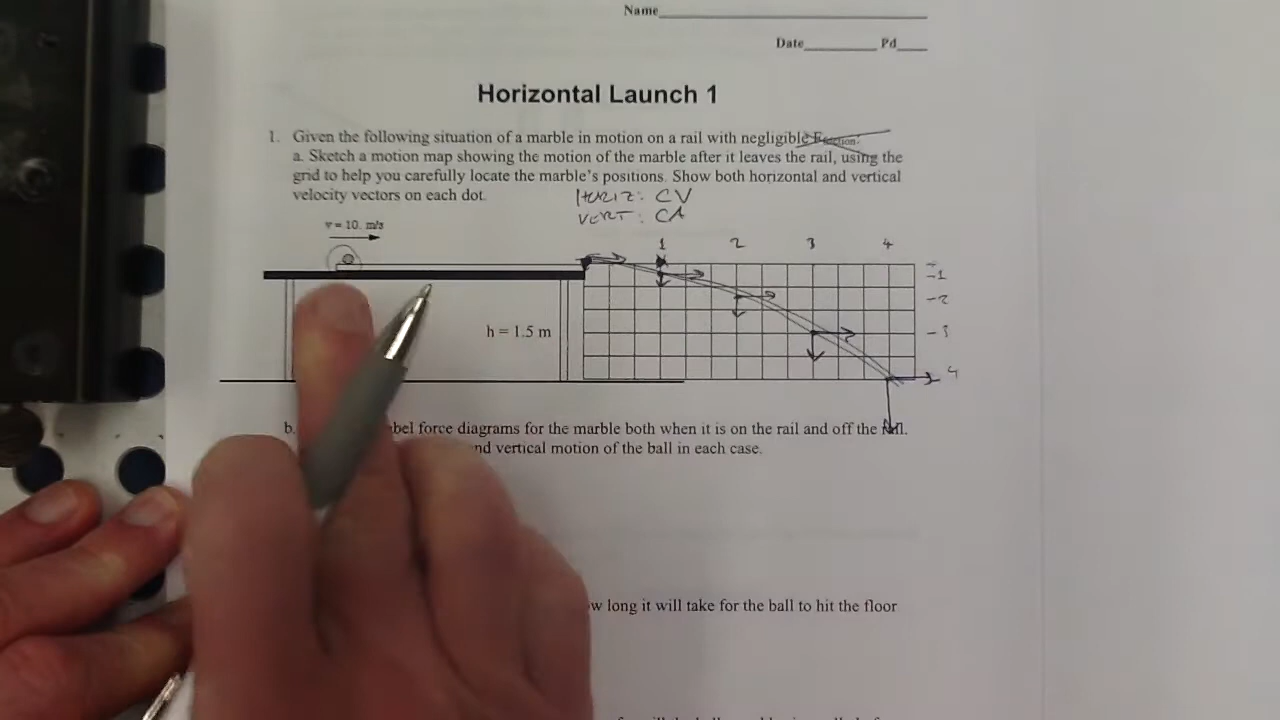 Name
Date Pd
Horizontal Launch 1
1. Given the following situation of a marble in motion on a rail with negligible Friction.
a. Sketch a motion map showing the motion of the marble after it leaves the rail, using the
grid to help you carefully locate the marble's positions. Show both horizontal and vertical
velocity vectors on each dot.
HORIZ: CV
VERT: CA
v = 10. m/s
1 2 3 4
-1
-2
-3
4
h = 1.5 m
b. bel force diagrams for the marble both when it is on the rail and off the rail.
nd vertical motion of the ball in each case.
ow long it will take for the ball to hit the floor